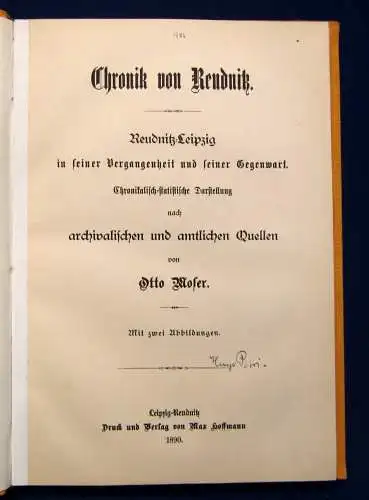 Chronik von Reudnitz.
Reudnitz-Leipzig
in seiner Vergangenheit und seiner Gegenwart.
Chronikalisch-statistische Darstellung
nach
archivalischen und amtlichen Quellen
von
Otto Moser.
Mit zwei Abbildungen.
Hugo
Leipzig-Reudnitz
Druck und Verlag von Max Hoffmann
1890.